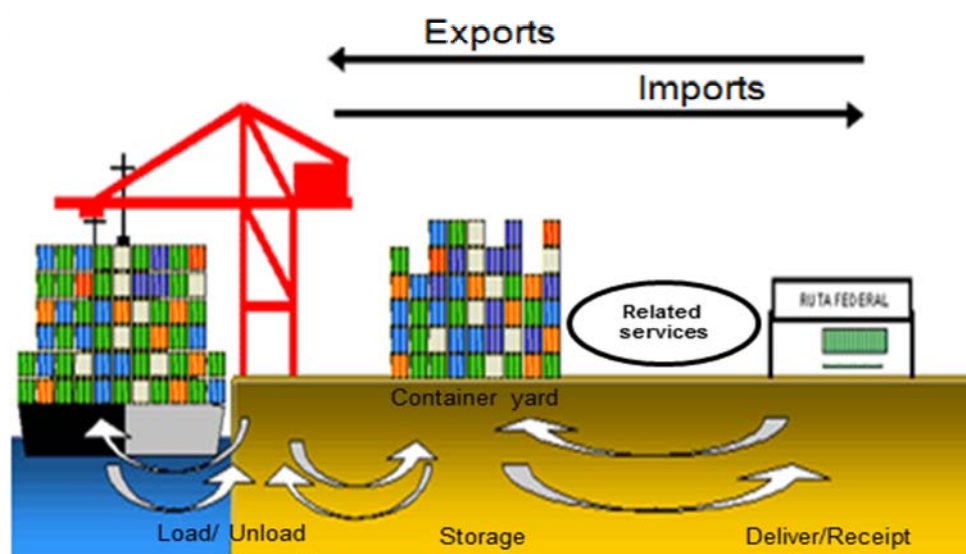 Exports
Imports
RUTA FEDERAL
Related
services
Container yard
Load/ Unload
Storage
Deliver/Receipt